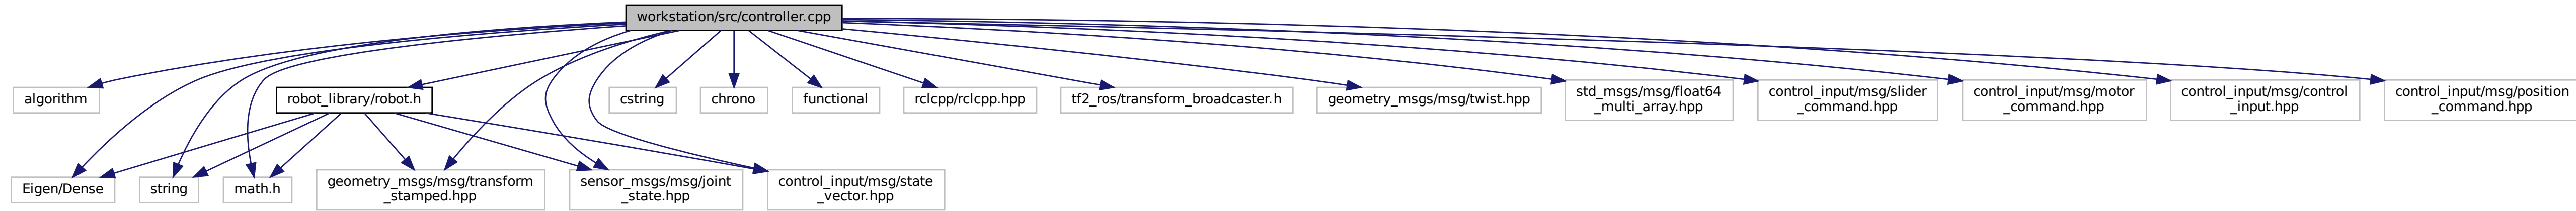 workstation/src/controller.cpp
algorithm
robot_library/robot.h
cstring
chrono
functional
rclcpp/rclcpp.hpp
tf2_ros/transform_broadcaster.h
geometry_msgs/msg/twist.hpp
std_msgs/msg/float64
_multi_array.hpp
control_input/msg/slider
_command.hpp
control_input/msg/motor
_command.hpp
control_input/msg/control
_input.hpp
control_input/msg/position
_command.hpp
Eigen/Dense
string
math.h
geometry_msgs/msg/transform
_stamped.hpp
sensor_msgs/msg/joint
_state.hpp
control_input/msg/state
_vector.hpp